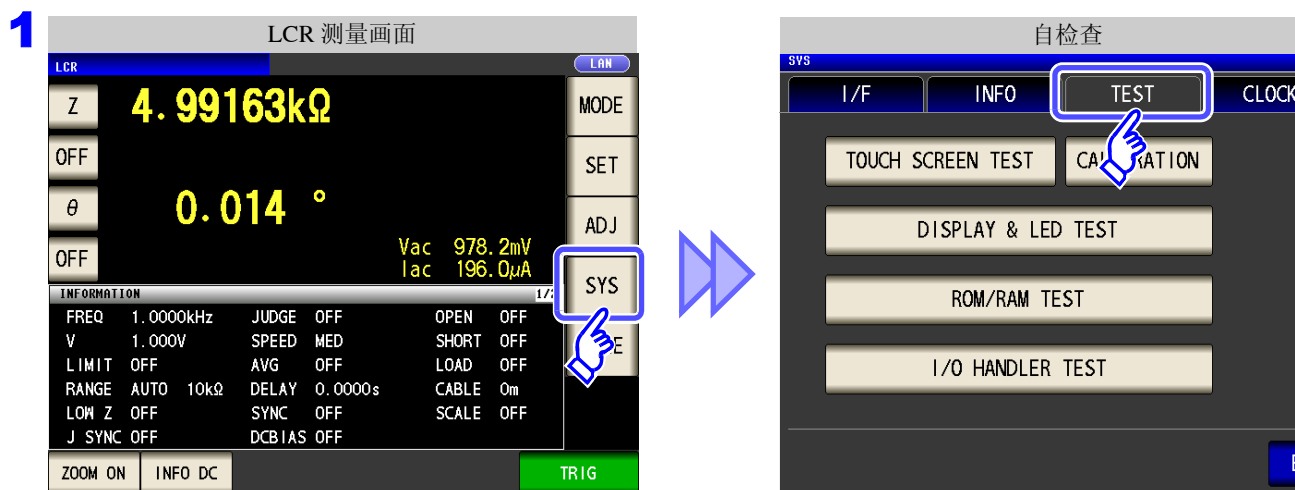 1
LCR 测量画面
LCR
LAN
Z 4.99163kΩ
MODE
OFF
SET
θ 0.014 °
ADJ
OFF
Vac 978.2mV
Iac 196.0μA
SYS
INFORMATION
FREQ 1.0000kHz JUDGE OFF OPEN OFF
V 1.000V SPEED MED SHORT OFF
LIMIT OFF AVG OFF LOAD OFF
RANGE AUTO 10kΩ DELAY 0.0000s CABLE 0m
LOW Z OFF SYNC OFF SCALE OFF
J SYNC OFF DCBIAS OFF
ZOOM ON INFO DC TRIG
自检查
SYS
I/F INFO TEST CLOCK
TOUCH SCREEN TEST
DISPLAY & LED TEST
ROM/RAM TEST
I/O HANDLER TEST